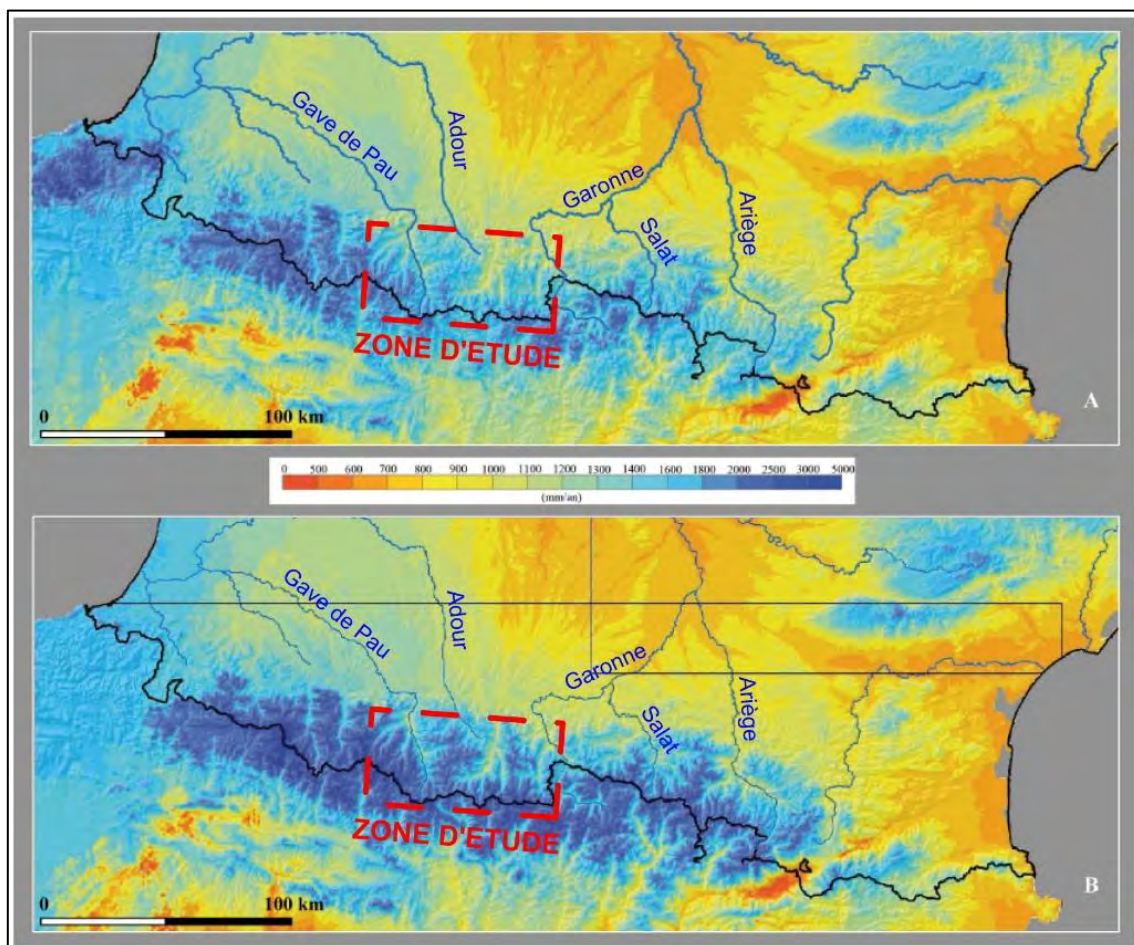 Gave de Pau
Adour
Garonne
Salat
Ariège
ZONE D'ETUDE
A
0 100 km
0 500 600 700 800 900 1000 1100 1200 1300 1400 1600 1800 2000 2500 3000 5000
(mm/an)
Gave de Pau
Adour
Garonne
Salat
Ariège
ZONE D'ETUDE
B
0 100 km